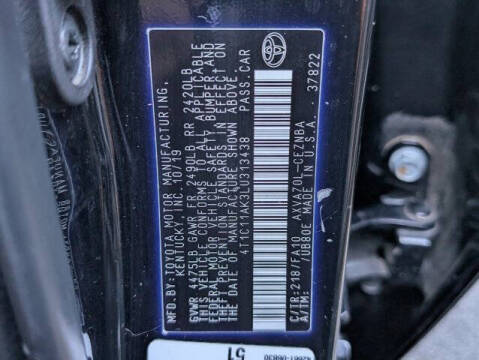 MFD. BY: TOYOTA MOTOR MANUFACTURING,
KENTUCKY, INC. 10/19
GVWR 4475LB GAWR FR 2490LB RR 2420LB
THIS VEHICLE CONFORMS TO ALL APPLICABLE
FEDERAL MOTOR VEHICLE SAFETY, BUMPER, AND
THEFT PREVENTION STANDARDS IN EFFECT ON
THE DATE OF MANUFACTURE SHOWN ABOVE.
4T1C11AK3LU313438 PASS.CAR
C/TR: 218/FA10 AXVA70L-CEZNBA
A/TM: /UB80E U.S.A. 37822
51